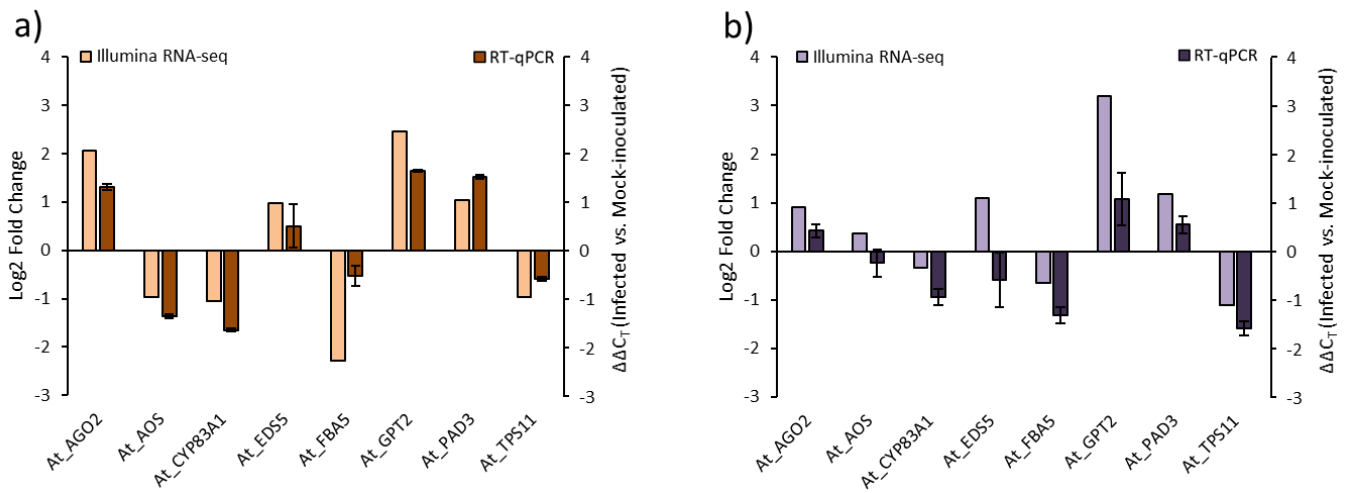 a)
Illumina RNA-seq
RT-qPCR
4
3
2
1
0
-1
-2
-3
Log2 Fold Change
4
3
2
1
0
-1
-2
-3
ΔΔCT (Infected vs. Mock-inoculated)
At_AGO2
At_AOS
At_CYP83A1
At_EDS5
At_FBA5
At_GPT2
At_PAD3
At_TPS11
b)
Illumina RNA-seq
RT-qPCR
4
3
2
1
0
-1
-2
-3
Log2 Fold Change
4
3
2
1
0
-1
-2
-3
ΔΔCT (Infected vs. Mock-inoculated)
At_AGO2
At_AOS
At_CYP83A1
At_EDS5
At_FBA5
At_GPT2
At_PAD3
At_TPS11